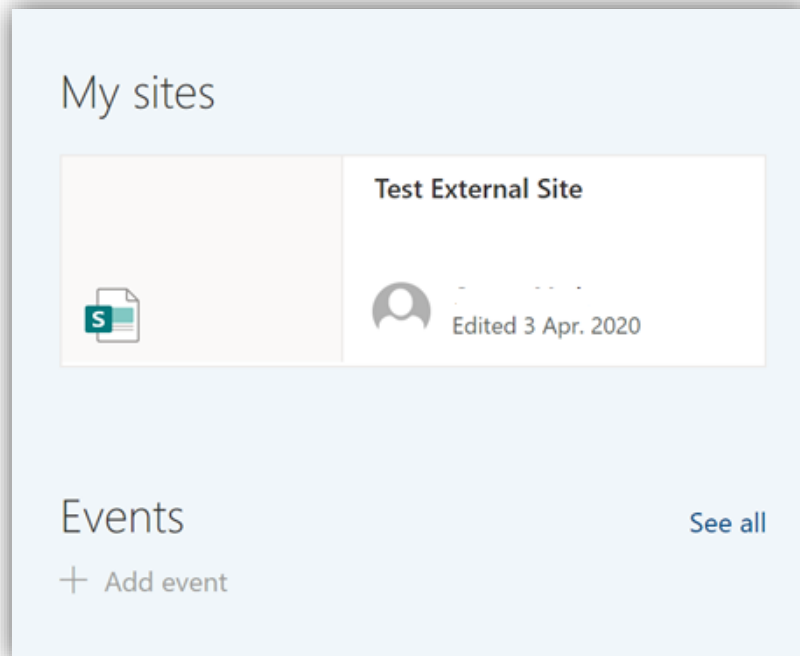 My sites
Test External Site
S
Edited 3 Apr. 2020
Events
See all
+ Add event